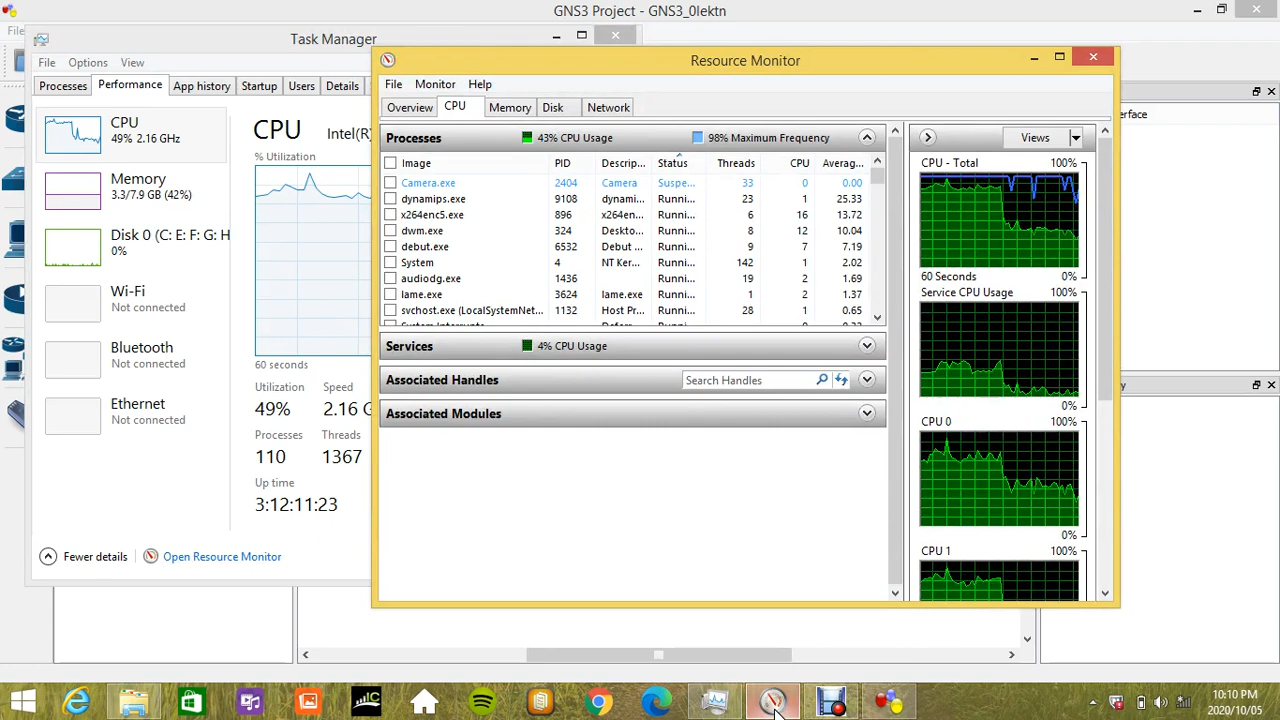 GNS3 Project - GNS3_0lektn
Task Manager
File Options View
Processes Performance App history Startup Users Details
CPU
49% 2.16 GHz
Memory
3.3/7.9 GB (42%)
Disk 0 (C: E: F: G: H
0%
Wi-Fi
Not connected
Bluetooth
Not connected
Ethernet
Not connected
CPU Intel(R)
% Utilization
60 seconds
Utilization Speed
49% 2.16 G
Processes Threads
110 1367
Up time
3:12:11:23
Fewer details Open Resource Monitor
Resource Monitor
File Monitor Help
Overview CPU Memory Disk Network
Processes 43% CPU Usage 98% Maximum Frequency
Image PID Descrip... Status Threads CPU Averag...
Camera.exe 2404 Camera Suspe... 33 0 0.00
dynamips.exe 9108 dynami... Runni... 23 1 25.33
x264enc5.exe 896 x264en... Runni... 6 16 13.72
dwm.exe 324 Deskto... Runni... 8 12 10.04
debut.exe 6532 Debut ... Runni... 9 7 7.19
System 4 NT Ker... Runni... 142 1 2.02
audiodg.exe 1436 Runni... 19 2 1.69
lame.exe 3624 lame.exe Runni... 1 2 1.37
svchost.exe (LocalSystemNet... 1132 Host Pr... Runni... 28 1 0.65
Services 4% CPU Usage
Associated Handles Search Handles
Associated Modules
Views
CPU - Total 100%
60 Seconds 0%
Service CPU Usage 100%
0%
CPU 0 100%
0%
CPU 1 100%
erface
y
10:10 PM
2020/10/05